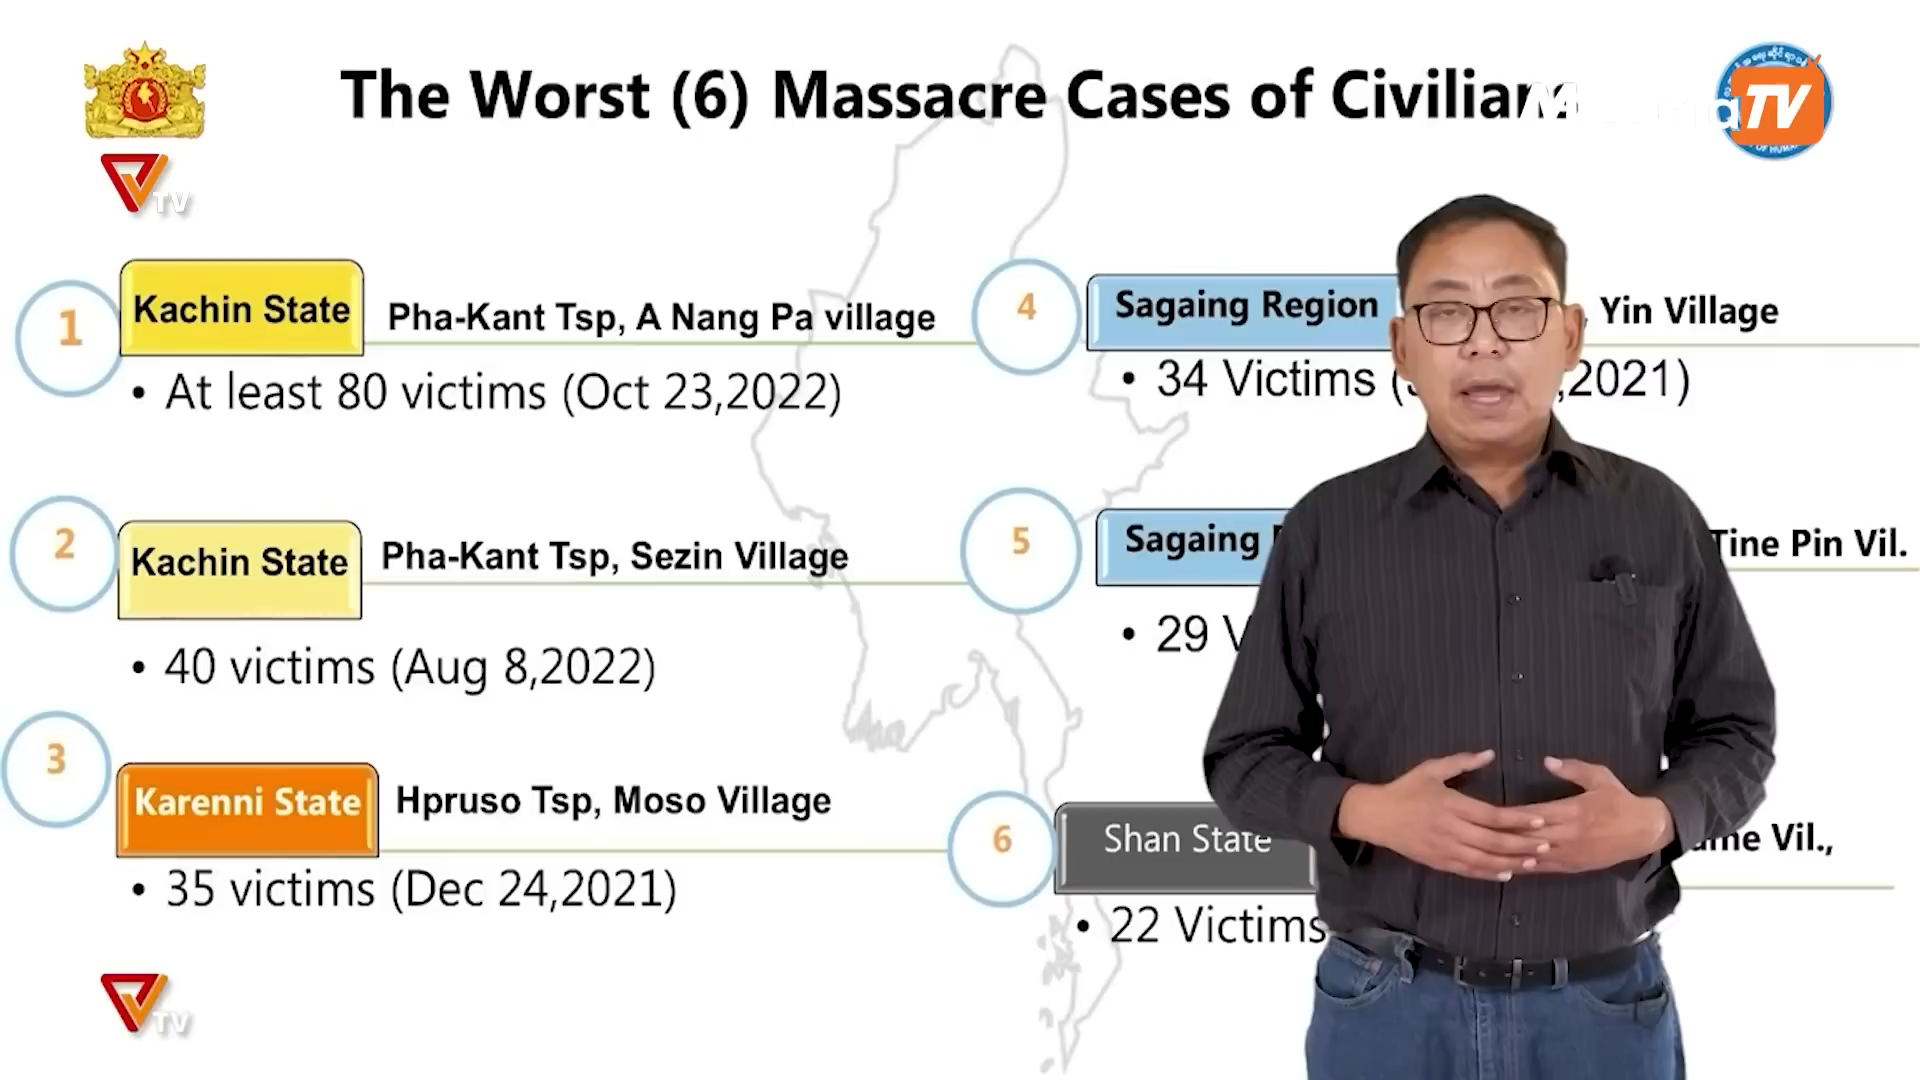 The Worst (6) Massacre Cases of Civilian
TV
TV
1
Kachin State
Pha-Kant Tsp, A Nang Pa village
• At least 80 victims (Oct 23,2022)
2
Kachin State
Pha-Kant Tsp, Sezin Village
• 40 victims (Aug 8,2022)
3
Karenni State
Hpruso Tsp, Moso Village
• 35 victims (Dec 24,2021)
4
Sagaing Region
Yin Village
• 34 Victims ,2021)
5
Sagaing
Tine Pin Vil.
• 29
6
Shan State
Vil.,
• 22 Victims
TV